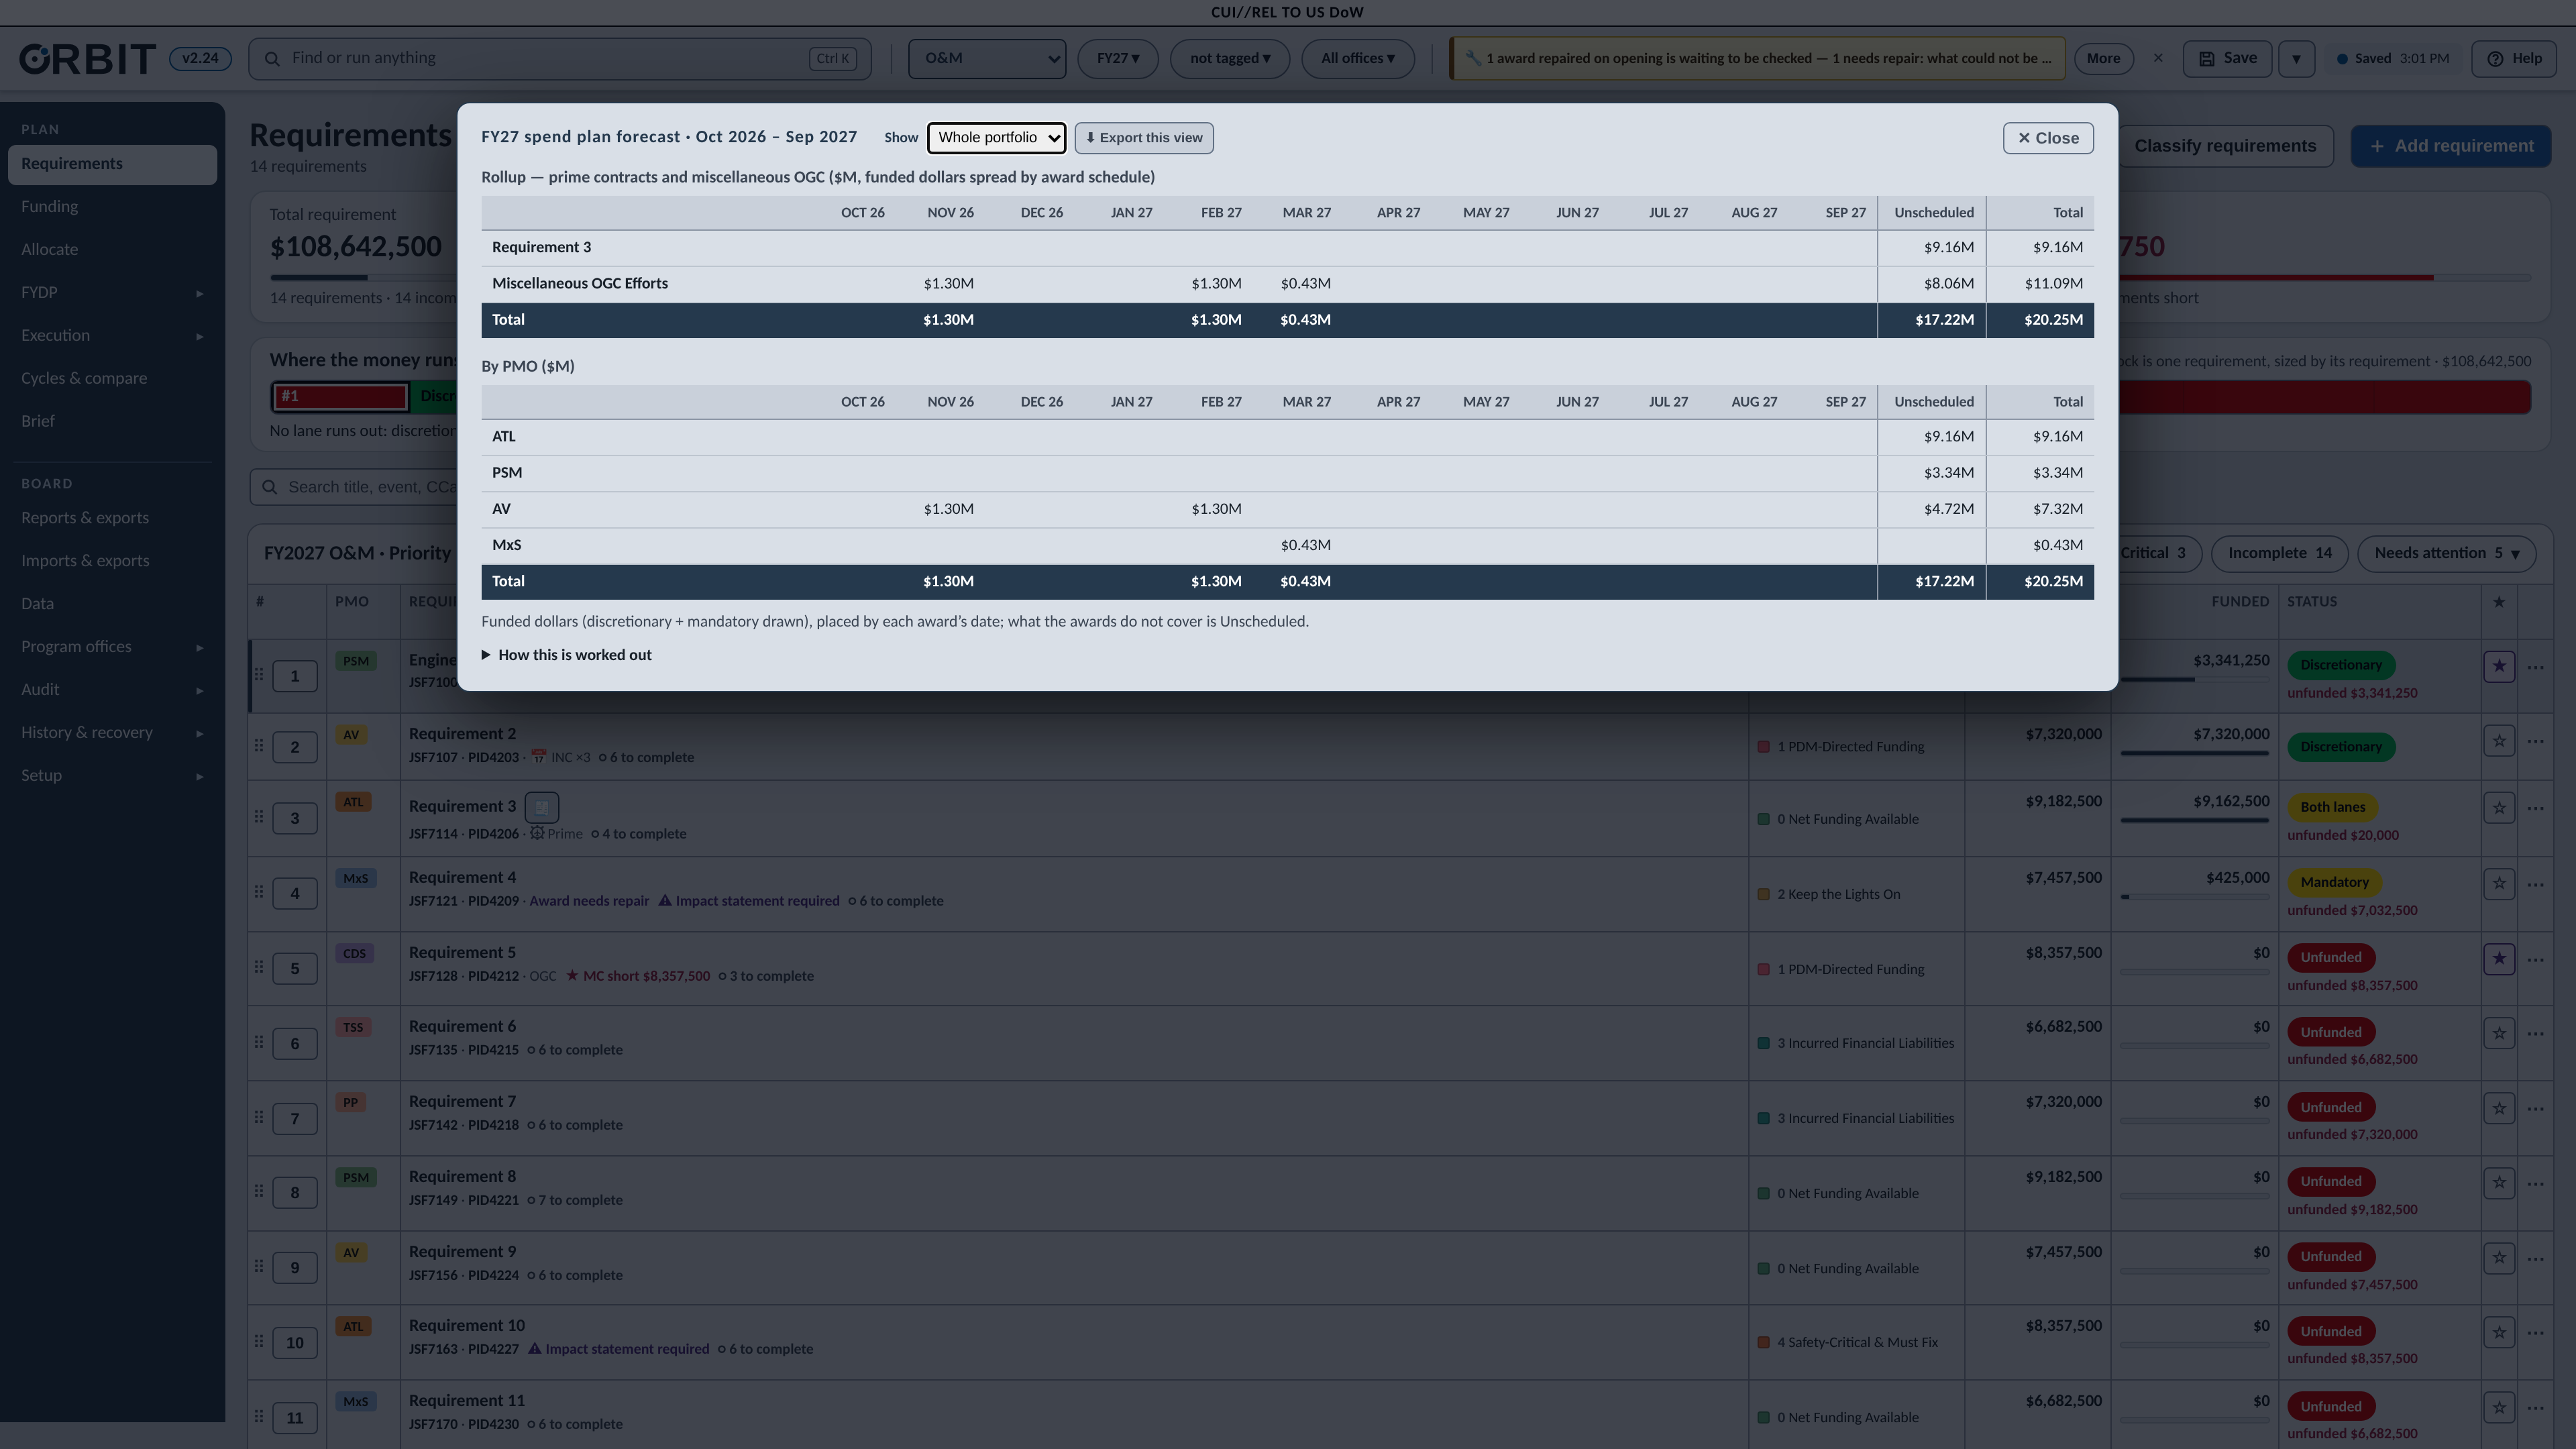 CUI//REL TO US DoW
ORBIT v2.24 Find or run anything Ctrl K O&M FY27 ▾ not tagged ▾ All offices ▾ 1 award repaired on opening is waiting to be checked — 1 needs repair: what could not be ... More × Save ▾ Saved 3:01 PM Help
PLAN
Requirements
Funding
Allocate
FYDP
Execution
Cycles & compare
Brief
BOARD
Reports & exports
Imports & exports
Data
Program offices
Audit
History & recovery
Setup
Requirements
14 requirements
Classify requirements + Add requirement
Total requirement
$108,642,500
14 requirements · 14 incom
750
ments short
Where the money runs
#1 Discr
No lane runs out: discretion
ock is one requirement, sized by its requirement · $108,642,500
Search title, event, CCa
FY27 spend plan forecast · Oct 2026 – Sep 2027 Show Whole portfolio ⬇ Export this view ✕ Close
Rollup — prime contracts and miscellaneous OGC ($M, funded dollars spread by award schedule)
OCT 26 NOV 26 DEC 26 JAN 27 FEB 27 MAR 27 APR 27 MAY 27 JUN 27 JUL 27 AUG 27 SEP 27 Unscheduled Total
Requirement 3 $9.16M $9.16M
Miscellaneous OGC Efforts $1.30M $1.30M $0.43M $8.06M $11.09M
Total $1.30M $1.30M $0.43M $17.22M $20.25M
By PMO ($M)
OCT 26 NOV 26 DEC 26 JAN 27 FEB 27 MAR 27 APR 27 MAY 27 JUN 27 JUL 27 AUG 27 SEP 27 Unscheduled Total
ATL $9.16M $9.16M
PSM $3.34M $3.34M
AV $1.30M $1.30M $4.72M $7.32M
MxS $0.43M $0.43M
Total $1.30M $1.30M $0.43M $17.22M $20.25M
Funded dollars (discretionary + mandatory drawn), placed by each award's date; what the awards do not cover is Unscheduled.
▶ How this is worked out
FY2027 O&M · Priority Critical 3 Incomplete 14 Needs attention 5 ▾
# PMO REQUI FUNDED STATUS ★
1 PSM Engine $3,341,250 Discretionary ★ ...
JSF7100 unfunded $3,341,250
2 AV Requirement 2 1 PDM-Directed Funding $7,320,000 $7,320,000 Discretionary ☆ ...
JSF7107 · PID4203 · INC ×3 6 to complete
3 ATL Requirement 3 0 Net Funding Available $9,182,500 $9,162,500 Both lanes ☆ ...
JSF7114 · PID4206 · Prime 4 to complete unfunded $20,000
4 MxS Requirement 4 2 Keep the Lights On $7,457,500 $425,000 Mandatory ☆ ...
JSF7121 · PID4209 · Award needs repair ⚠ Impact statement required 6 to complete unfunded $7,032,500
5 CDS Requirement 5 1 PDM-Directed Funding $8,357,500 $0 Unfunded ★ ...
JSF7128 · PID4212 · OGC ★ MC short $8,357,500 3 to complete unfunded $8,357,500
6 TSS Requirement 6 3 Incurred Financial Liabilities $6,682,500 $0 Unfunded ☆ ...
JSF7135 · PID4215 6 to complete unfunded $6,682,500
7 PP Requirement 7 3 Incurred Financial Liabilities $7,320,000 $0 Unfunded ☆ ...
JSF7142 · PID4218 6 to complete unfunded $7,320,000
8 PSM Requirement 8 0 Net Funding Available $9,182,500 $0 Unfunded ☆ ...
JSF7149 · PID4221 7 to complete unfunded $9,182,500
9 AV Requirement 9 0 Net Funding Available $7,457,500 $0 Unfunded ☆ ...
JSF7156 · PID4224 6 to complete unfunded $7,457,500
10 ATL Requirement 10 4 Safety-Critical & Must Fix $8,357,500 $0 Unfunded ☆ ...
JSF7163 · PID4227 ⚠ Impact statement required 6 to complete unfunded $8,357,500
11 MxS Requirement 11 0 Net Funding Available $6,682,500 $0 Unfunded ☆ ...
JSF7170 · PID4230 6 to complete unfunded $6,682,500